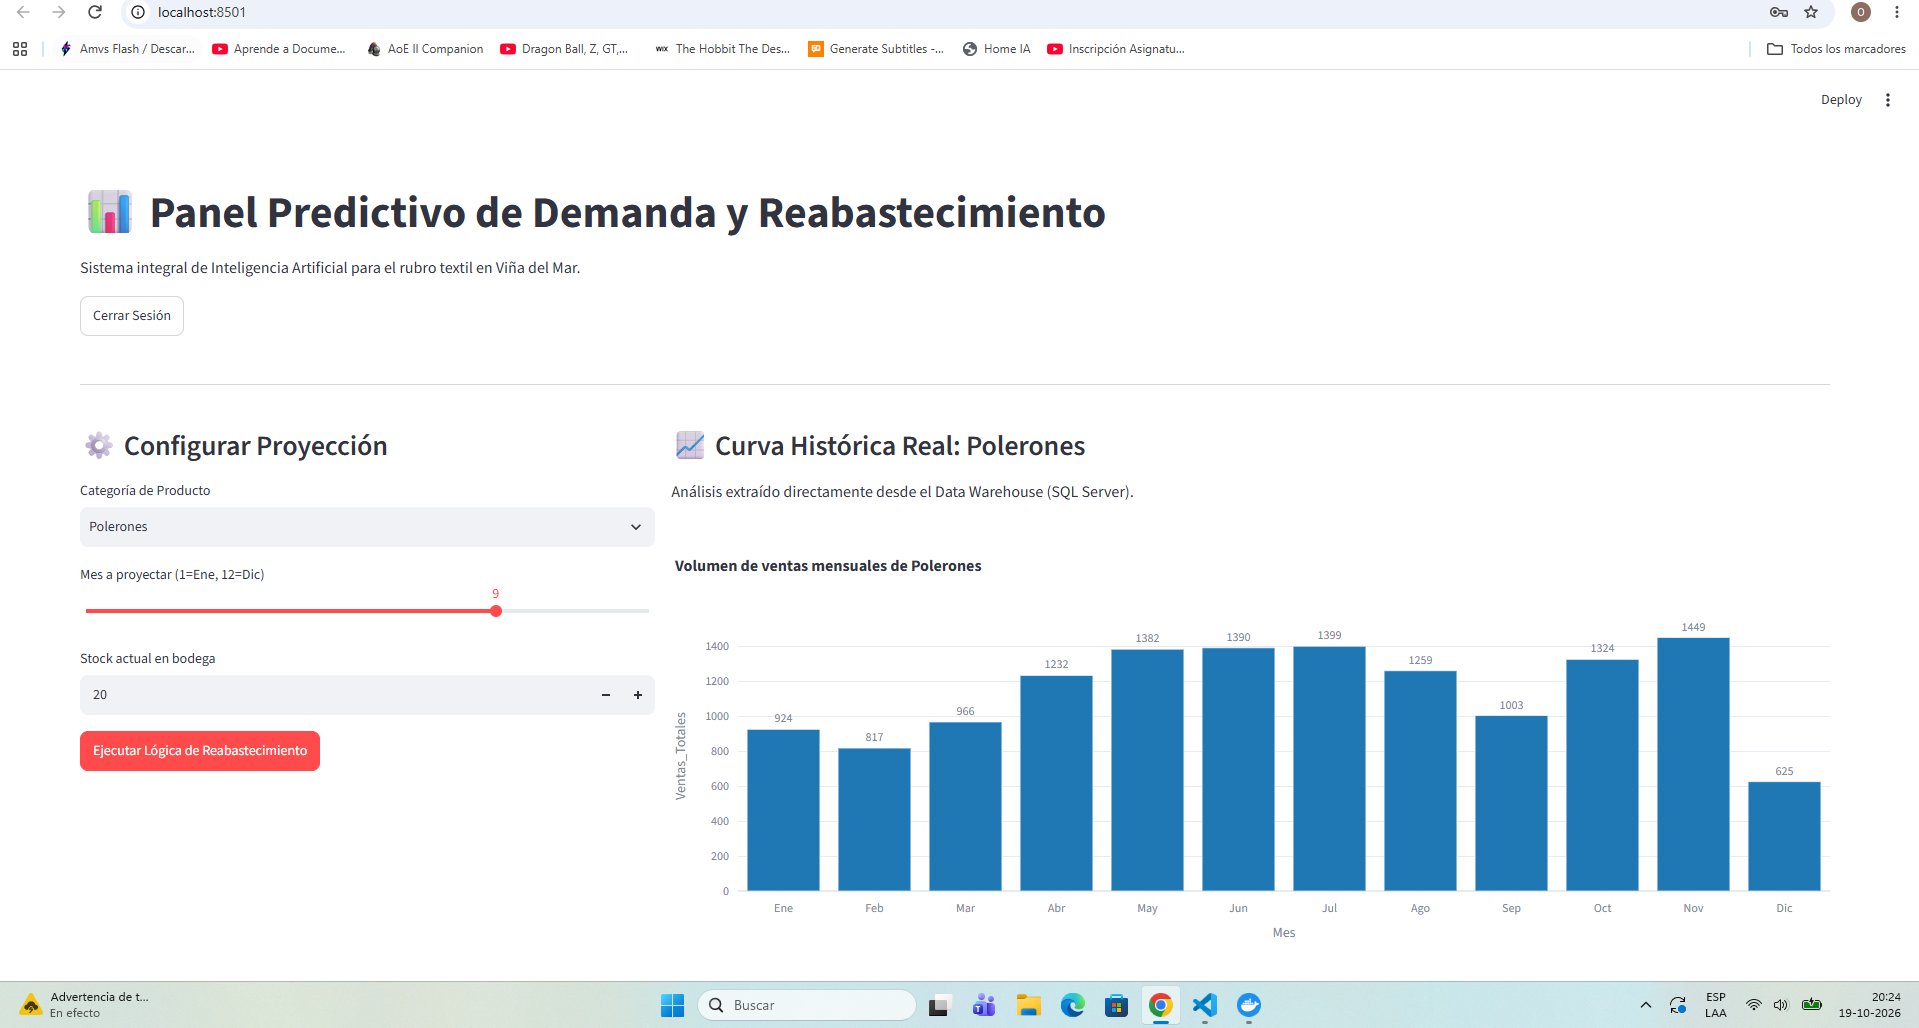 localhost:8501
O
Amvs Flash / Descar...
Aprende a Docume...
AoE II Companion
Dragon Ball, Z, GT,...
WIX
The Hobbit The Des...
Generate Subtitles -...
Home IA
Inscripción Asignatu...
Todos los marcadores
Deploy
Panel Predictivo de Demanda y Reabastecimiento
Sistema integral de Inteligencia Artificial para el rubro textil en Viña del Mar.
Cerrar Sesión
Configurar Proyección
Categoría de Producto
Polerones
Mes a proyectar (1=Ene, 12=Dic)
9
Stock actual en bodega
20
Ejecutar Lógica de Reabastecimiento
Curva Histórica Real: Polerones
Análisis extraído directamente desde el Data Warehouse (SQL Server).
Volumen de ventas mensuales de Polerones
Ventas_Totales
1400
1200
1000
800
600
400
200
0
924
817
966
1232
1382
1390
1399
1259
1003
1324
1449
625
Ene
Feb
Mar
Abr
May
Jun
Jul
Ago
Sep
Oct
Nov
Dic
Mes
Advertencia de t...
En efecto
Buscar
ESP
LAA
20:24
19-10-2026